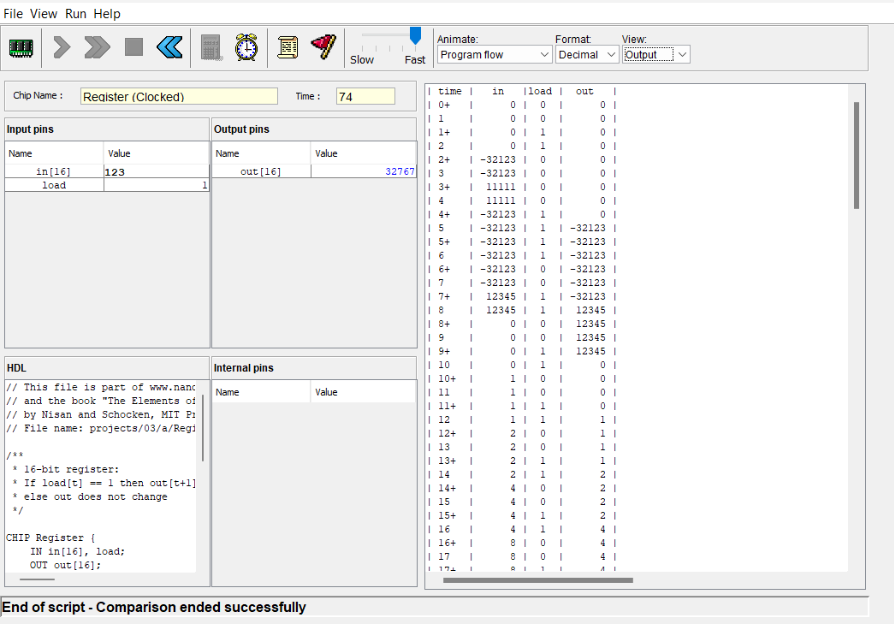 File View Run Help
Slow Fast
Animate: Format: View:
Program flow Decimal Output
Chip Name : Register (Clocked) Time : 74
Input pins
Name Value
in[16] 123
load 1
Output pins
Name Value
out[16] 32767
HDL
// This file is part of www.nand
// and the book "The Elements of
// by Nisan and Schocken, MIT Pr
// File name: projects/03/a/Regi
/**
* 16-bit register:
* If load[t] == 1 then out[t+1]
* else out does not change
*/
CHIP Register {
IN in[16], load;
OUT out[16];
Internal pins
Name Value
| time | in |load | out |
| 0+ | 0 | 0 | 0 |
| 1 | 0 | 0 | 0 |
| 1+ | 0 | 1 | 0 |
| 2 | 0 | 1 | 0 |
| 2+ | -32123 | 0 | 0 |
| 3 | -32123 | 0 | 0 |
| 3+ | 11111 | 0 | 0 |
| 4 | 11111 | 0 | 0 |
| 4+ | -32123 | 1 | 0 |
| 5 | -32123 | 1 | -32123 |
| 5+ | -32123 | 1 | -32123 |
| 6 | -32123 | 1 | -32123 |
| 6+ | -32123 | 0 | -32123 |
| 7 | -32123 | 0 | -32123 |
| 7+ | 12345 | 1 | -32123 |
| 8 | 12345 | 1 | 12345 |
| 8+ | 0 | 0 | 12345 |
| 9 | 0 | 0 | 12345 |
| 9+ | 0 | 1 | 12345 |
| 10 | 0 | 1 | 0 |
| 10+ | 1 | 0 | 0 |
| 11 | 1 | 0 | 0 |
| 11+ | 1 | 1 | 0 |
| 12 | 1 | 1 | 1 |
| 12+ | 2 | 0 | 1 |
| 13 | 2 | 0 | 1 |
| 13+ | 2 | 1 | 1 |
| 14 | 2 | 1 | 2 |
| 14+ | 4 | 0 | 2 |
| 15 | 4 | 0 | 2 |
| 15+ | 4 | 1 | 2 |
| 16 | 4 | 1 | 4 |
| 16+ | 8 | 0 | 4 |
| 17 | 8 | 0 | 4 |
| 17+ | 8 | 1 | 4 |
End of script - Comparison ended successfully